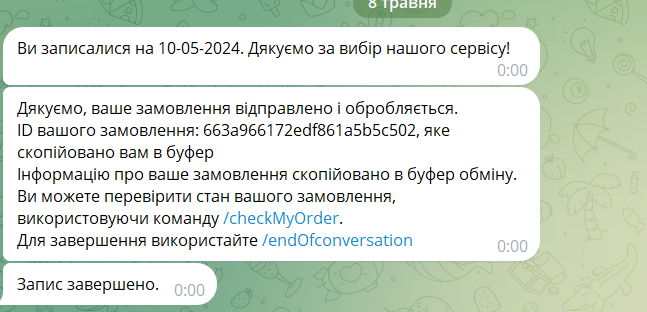 8 травня
Ви записалися на 10-05-2024. Дякуємо за вибір нашого сервісу!
0:00
Дякуємо, ваше замовлення відправлено і обробляється.
ID вашого замовлення: 663a966172edf861a5b5c502, яке
скопійовано вам в буфер
Інформацію про ваше замовлення скопійовано в буфер обміну.
Ви можете перевірити стан вашого замовлення,
використовуючи команду /checkMyOrder.
Для завершення використайте /endOfconversation
0:00
Запис завершено.
0:00